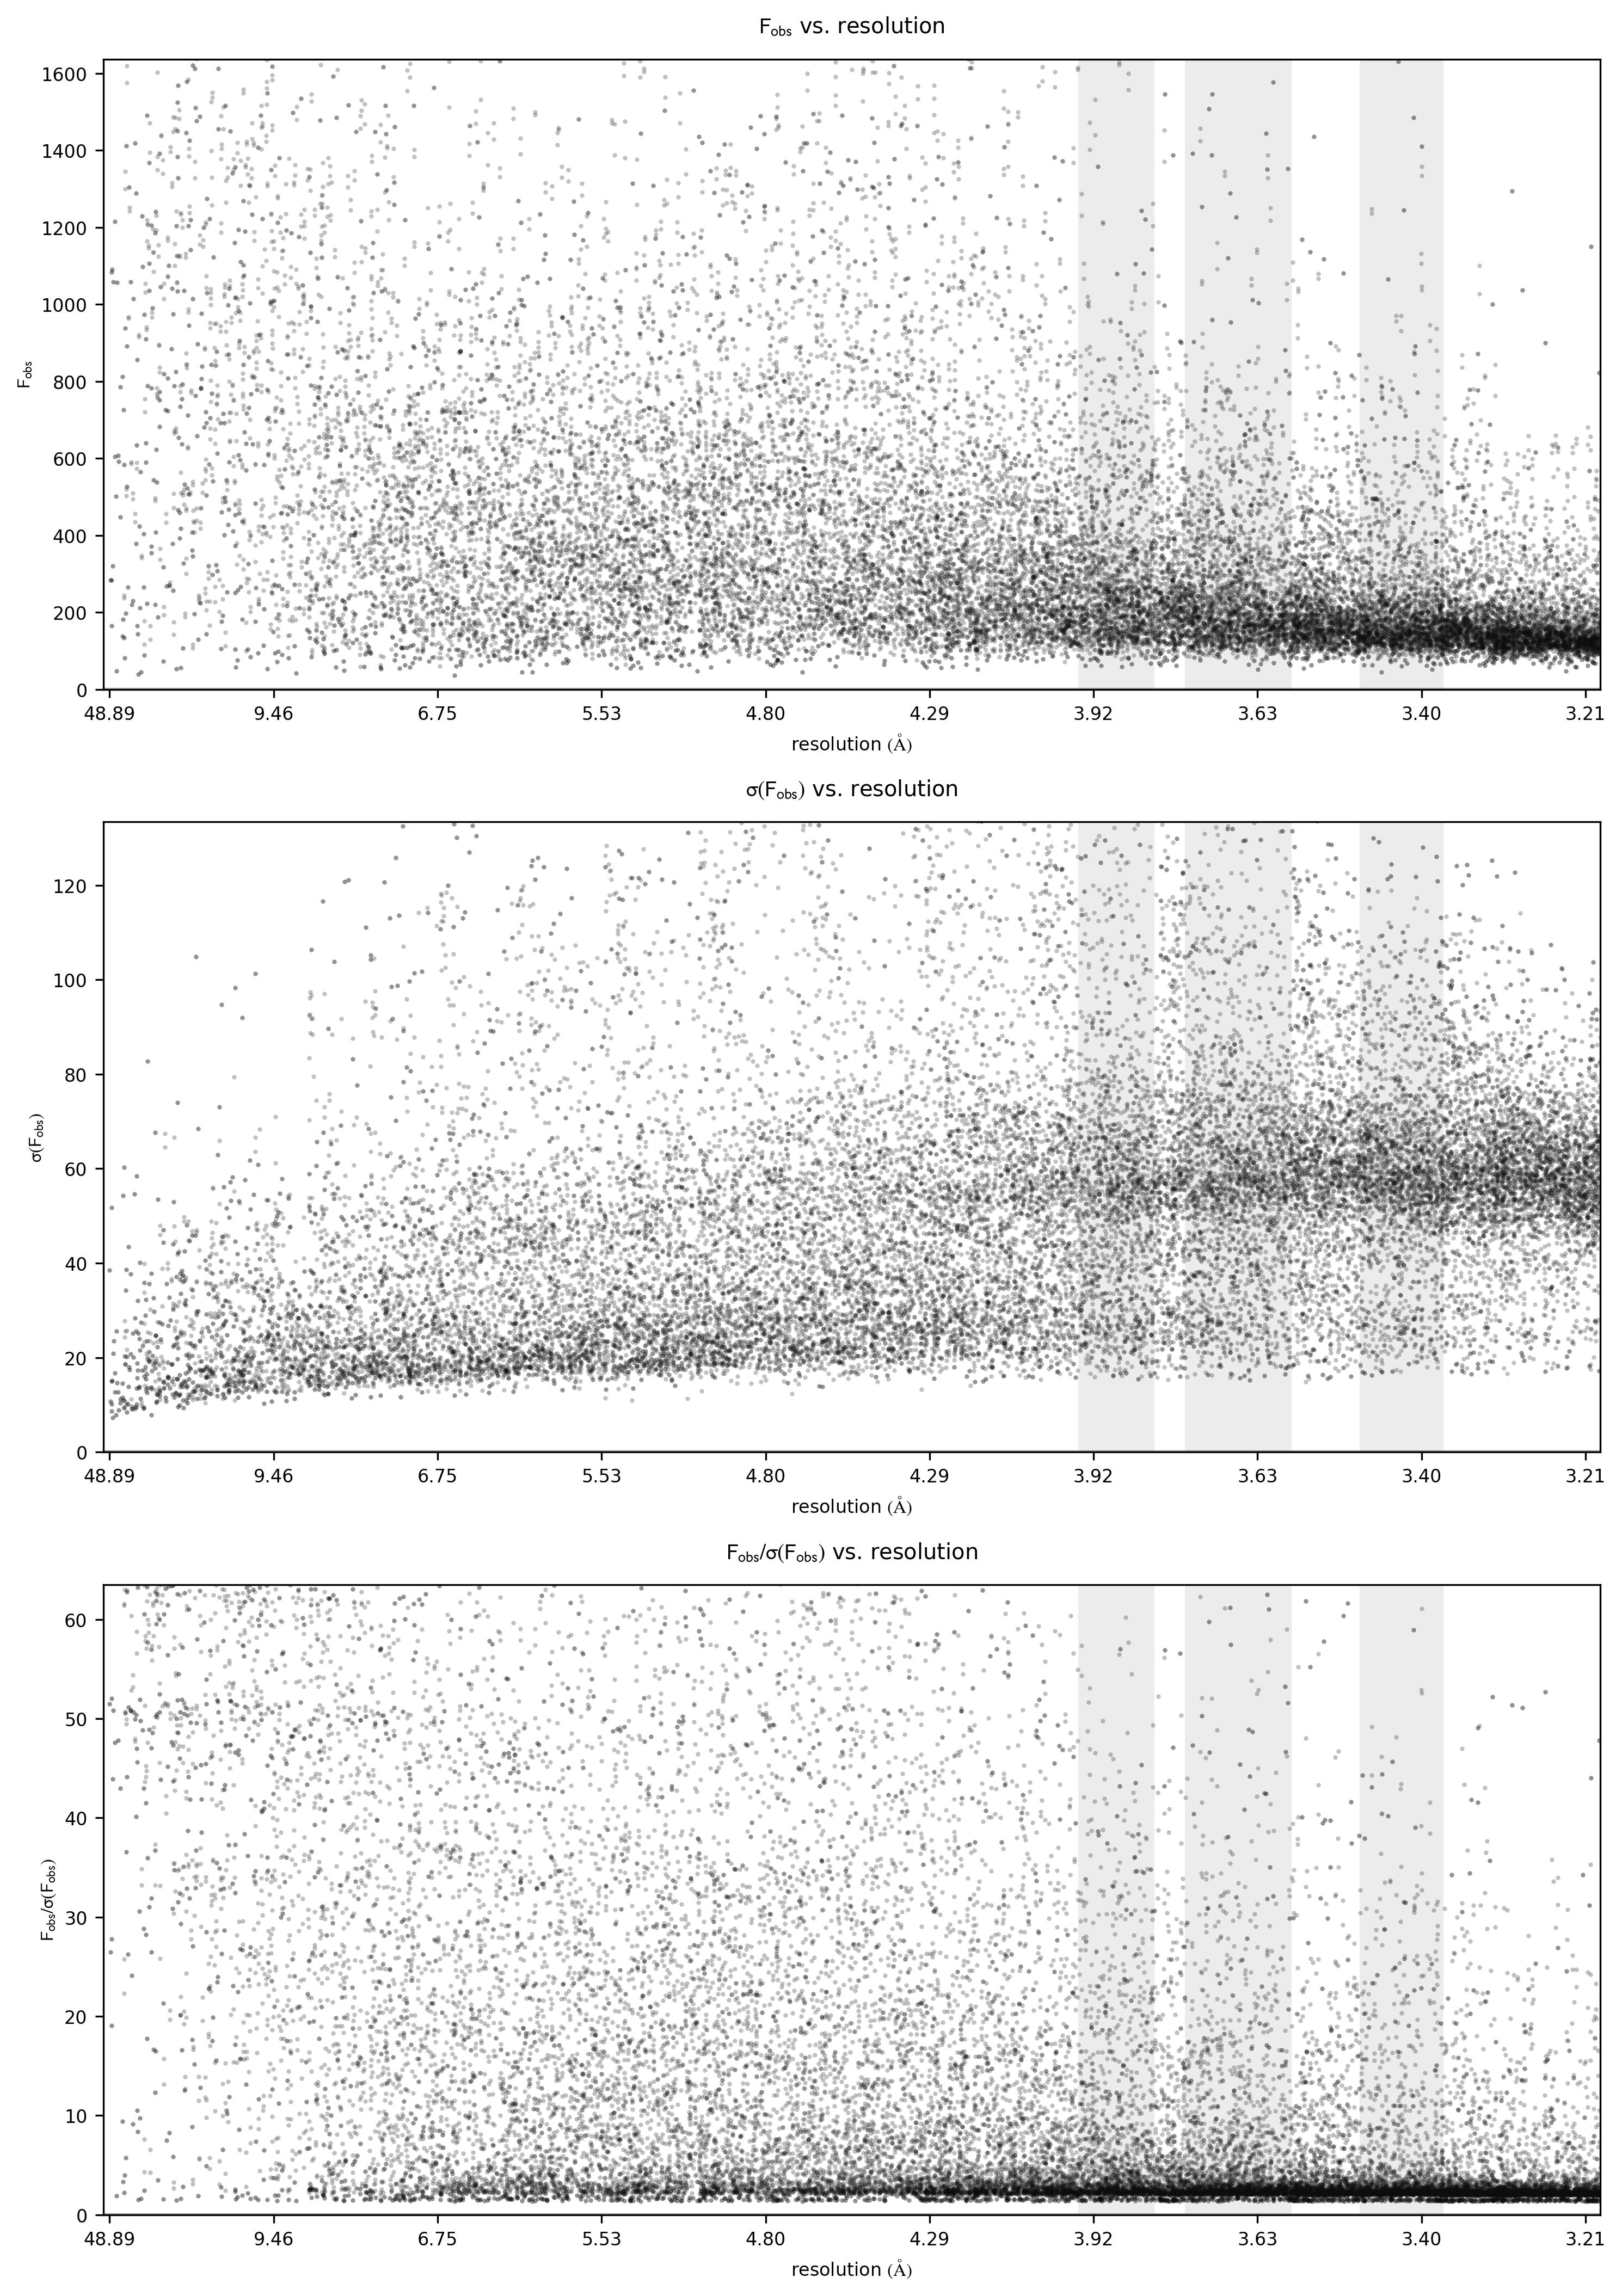 Fobs vs. resolution
1600
1400
1200
1000
800
600
400
200
0
Fobs
48.89 9.46 6.75 5.53 4.80 4.29 3.92 3.63 3.40 3.21
resolution (Å)
σ(Fobs) vs. resolution
120
100
80
60
40
20
0
σ(Fobs)
48.89 9.46 6.75 5.53 4.80 4.29 3.92 3.63 3.40 3.21
resolution (Å)
Fobs/σ(Fobs) vs. resolution
60
50
40
30
20
10
0
Fobs/σ(Fobs)
48.89 9.46 6.75 5.53 4.80 4.29 3.92 3.63 3.40 3.21
resolution (Å)